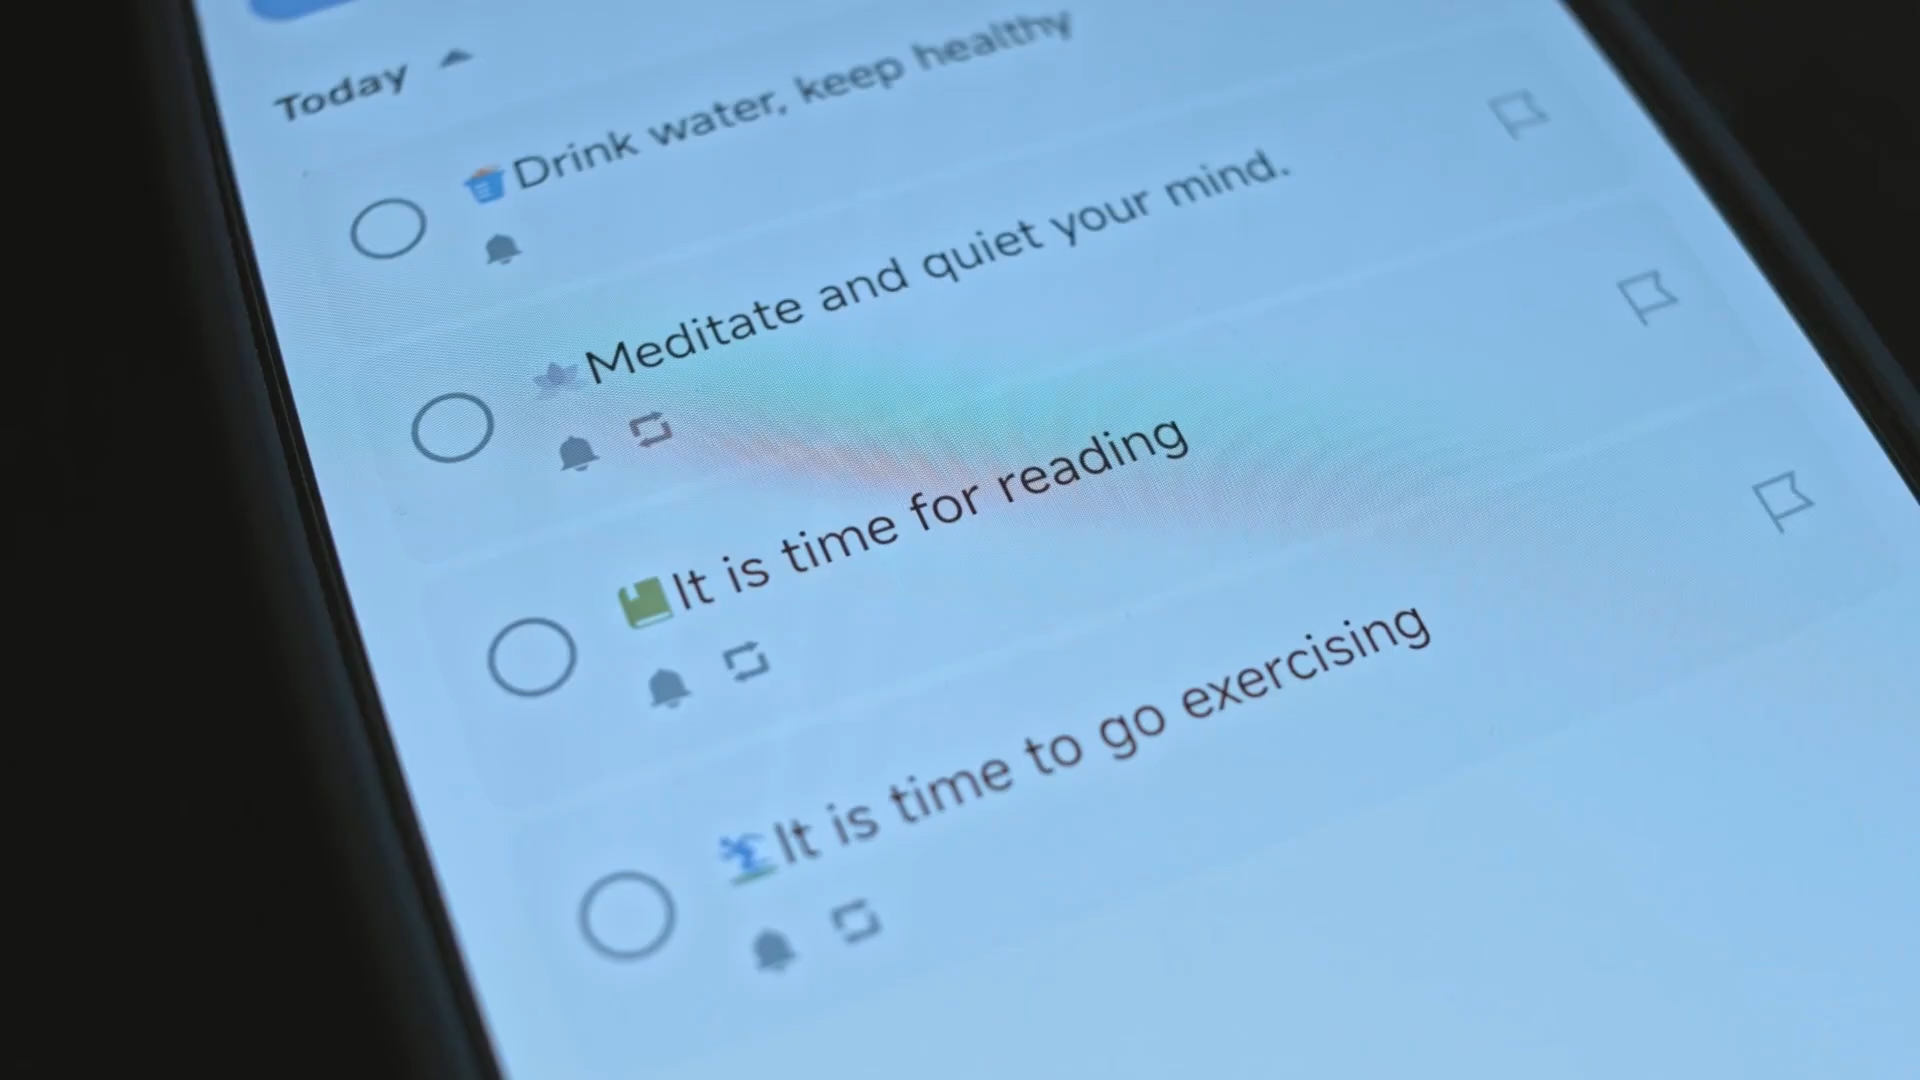 Today
Drink water, keep healthy
Meditate and quiet your mind.
It is time for reading
It is time to go exercising